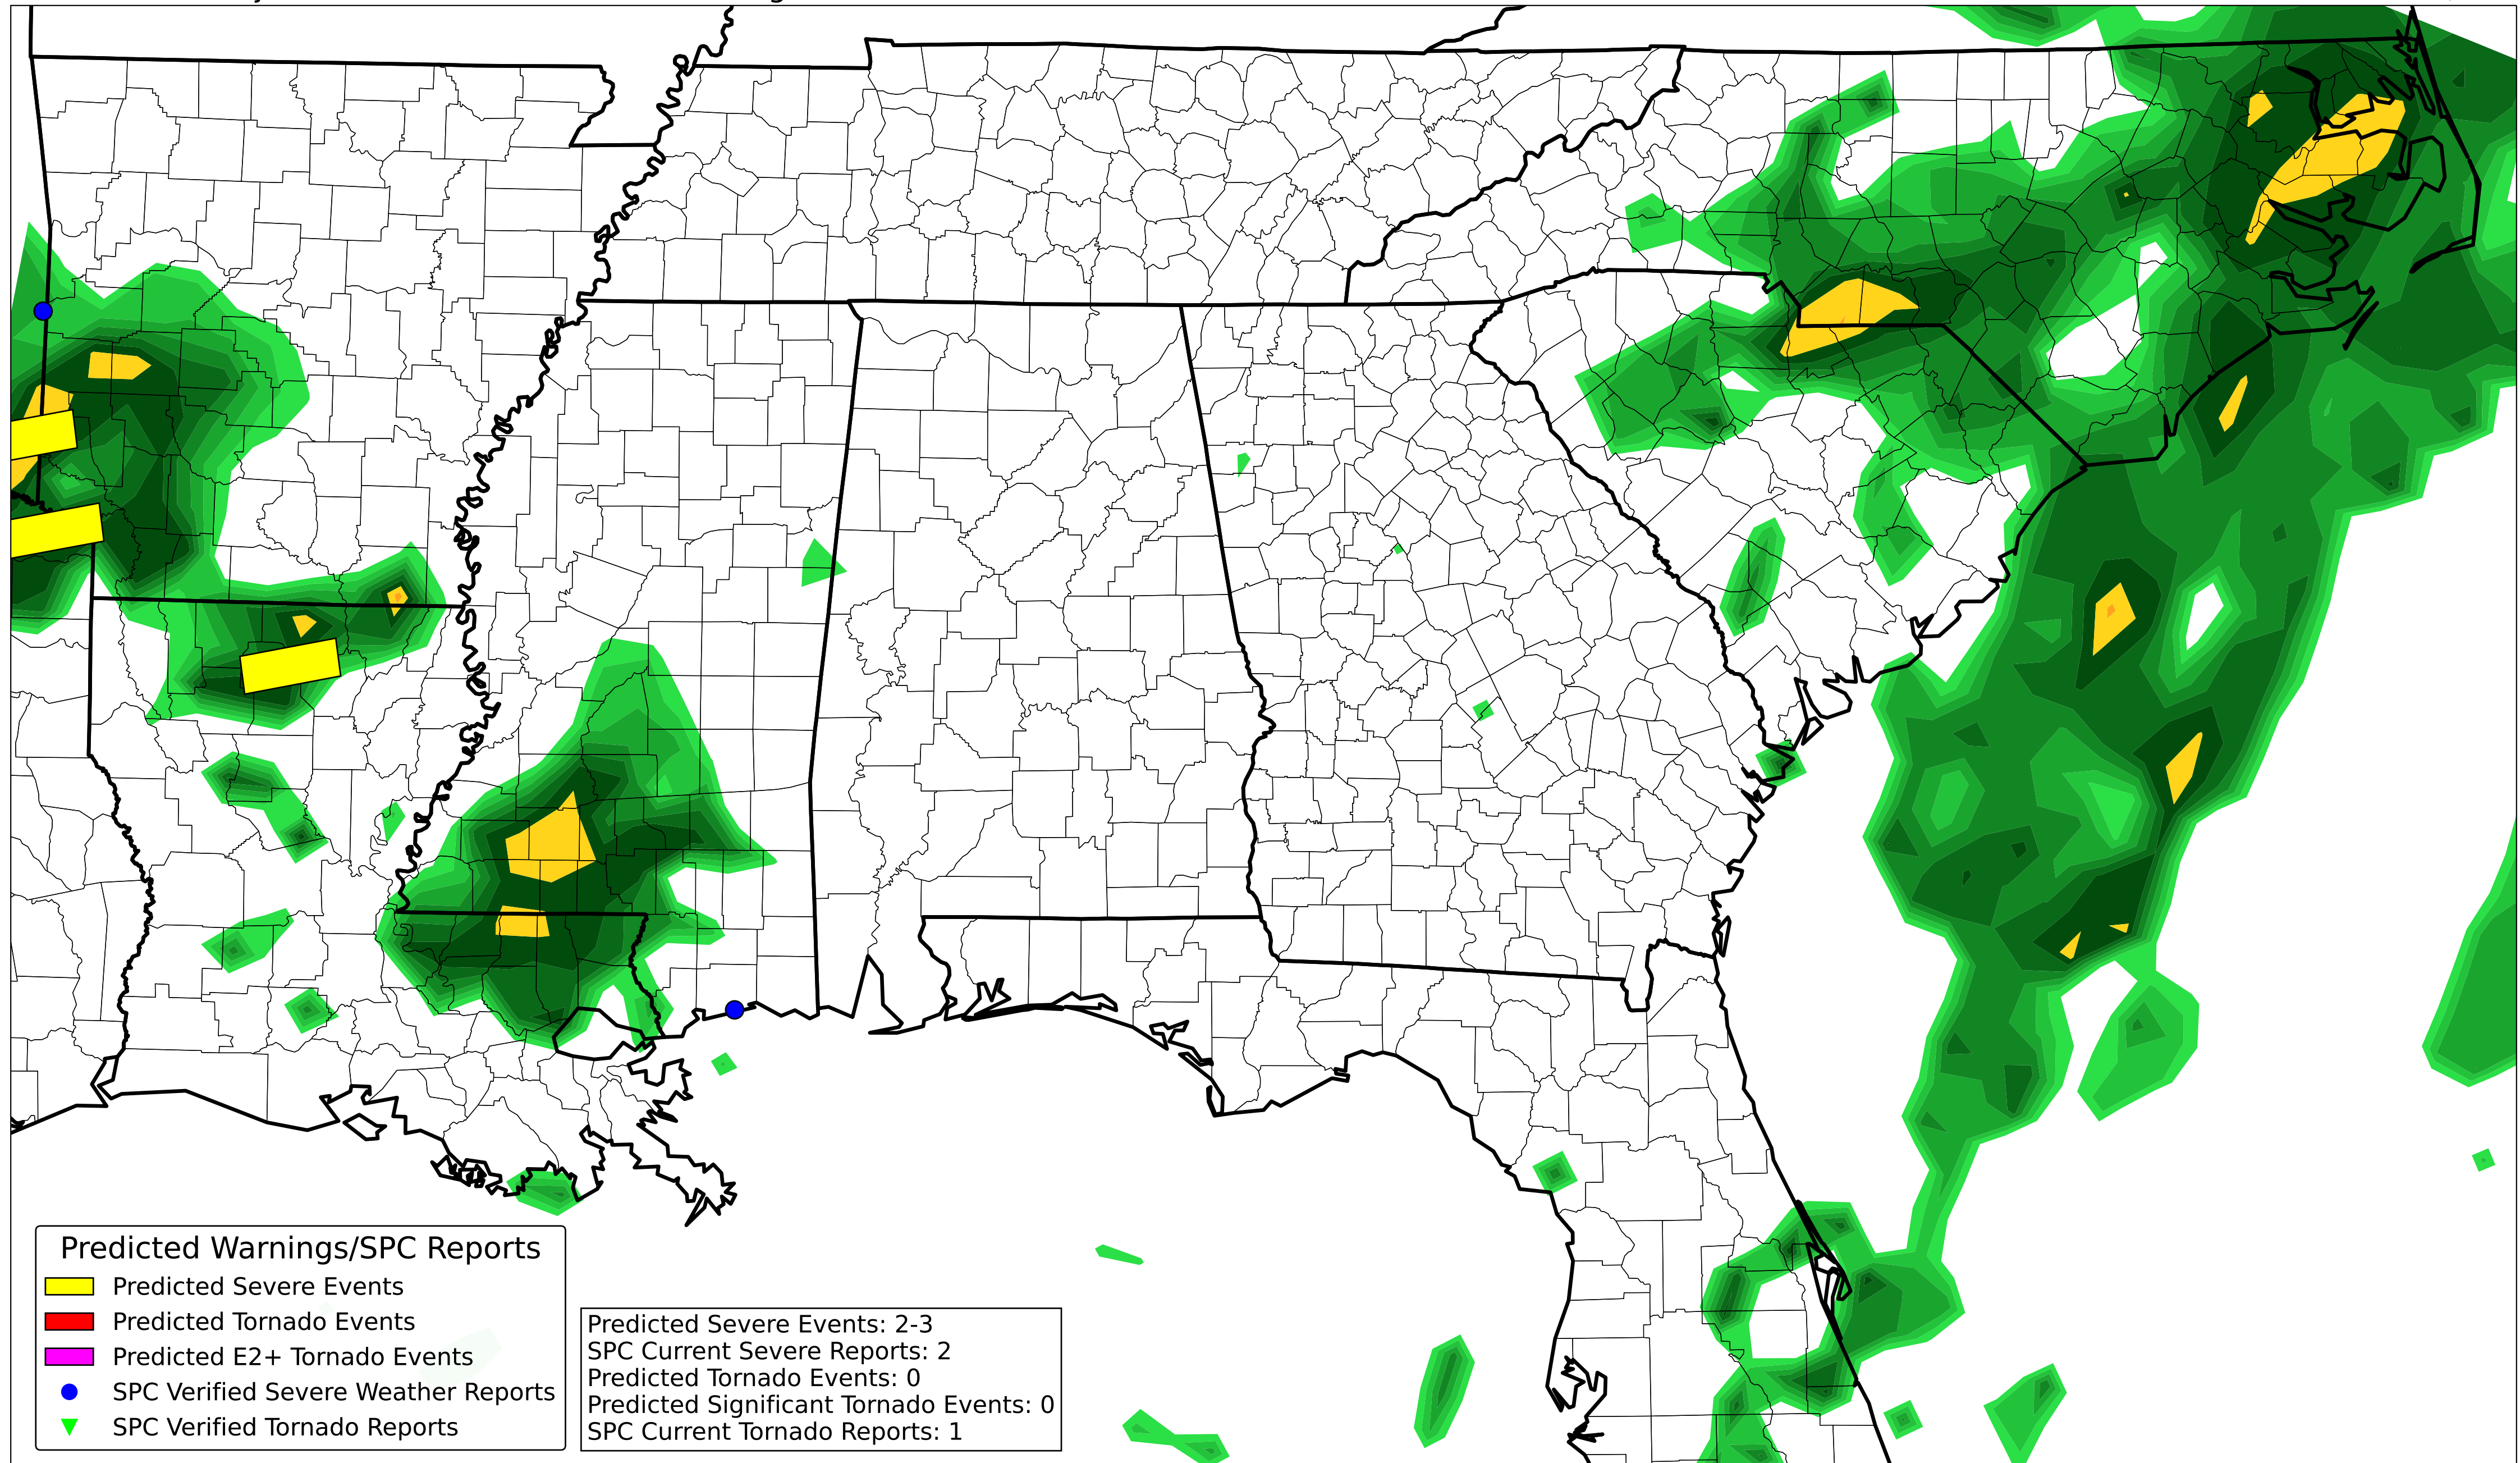 Predicted Warnings/SPC Reports
Predicted Severe Events
Predicted Tornado Events
Predicted E2+ Tornado Events
SPC Verified Severe Weather Reports
SPC Verified Tornado Reports
Predicted Severe Events: 2-3
SPC Current Severe Reports: 2
Predicted Tornado Events: 0
Predicted Significant Tornado Events: 0
SPC Current Tornado Reports: 1